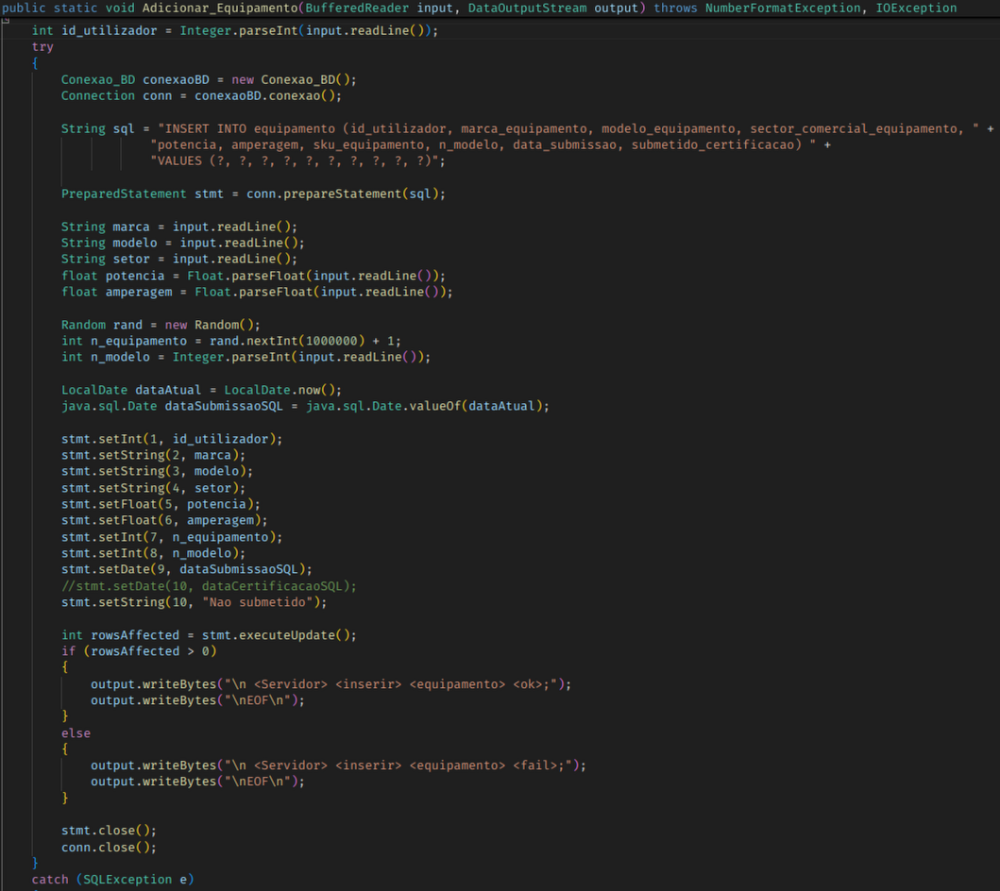 public static void Adicionar_Equipamento(BufferedReader input, DataOutputStream output) throws NumberFormatException, IOException
int id_utilizador = Integer.parseInt(input.readLine());
try
{
Conexao_BD conexaoBD = new Conexao_BD();
Connection conn = conexaoBD.conexao();
String sql = "INSERT INTO equipamento (id_utilizador, marca_equipamento, modelo_equipamento, sector_comercial_equipamento, " +
"potencia, amperagem, sku_equipamento, n_modelo, data_submissao, submetido_certificacao) " +
"VALUES (?, ?, ?, ?, ?, ?, ?, ?, ?, ?)";
PreparedStatement stmt = conn.prepareStatement(sql);
String marca = input.readLine();
String modelo = input.readLine();
String setor = input.readLine();
float potencia = Float.parseFloat(input.readLine());
float amperagem = Float.parseFloat(input.readLine());
Random rand = new Random();
int n_equipamento = rand.nextInt(1000000) + 1;
int n_modelo = Integer.parseInt(input.readLine());
LocalDate dataAtual = LocalDate.now();
java.sql.Date dataSubmissaoSQL = java.sql.Date.valueOf(dataAtual);
stmt.setInt(1, id_utilizador);
stmt.setString(2, marca);
stmt.setString(3, modelo);
stmt.setString(4, setor);
stmt.setFloat(5, potencia);
stmt.setFloat(6, amperagem);
stmt.setInt(7, n_equipamento);
stmt.setInt(8, n_modelo);
stmt.setDate(9, dataSubmissaoSQL);
//stmt.setDate(10, dataCertificacaoSQL);
stmt.setString(10, "Nao submetido");
int rowsAffected = stmt.executeUpdate();
if (rowsAffected > 0)
{
output.writeBytes("\n <Servidor> <inserir> <equipamento> <ok>;");
output.writeBytes("\nEOF\n");
}
else
{
output.writeBytes("\n <Servidor> <inserir> <equipamento> <fail>;");
output.writeBytes("\nEOF\n");
}
stmt.close();
conn.close();
}
catch (SQLException e)